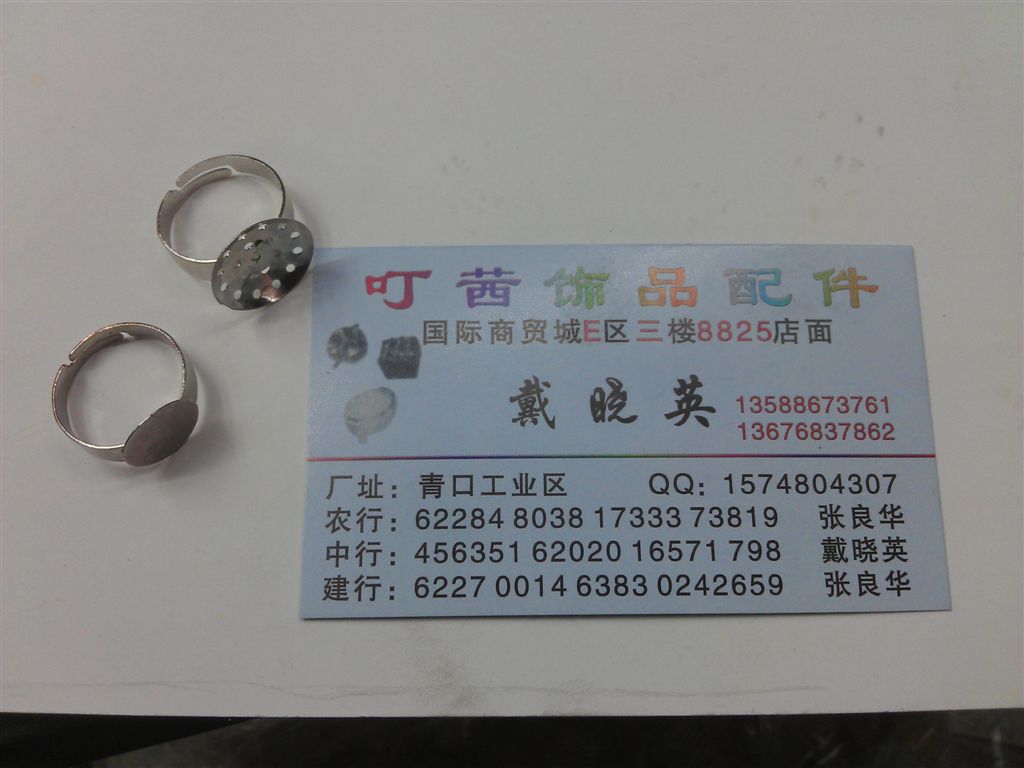 叮茜饰品配件
国际商贸城E区三楼8825店面
戴晓英 13588673761
13676837862
厂址：青口工业区 QQ：1574804307
农行：62284 8038 17333 73819 张良华
中行：456351 62020 16571 798 戴晓英
建行：6227 0014 6383 0242659 张良华